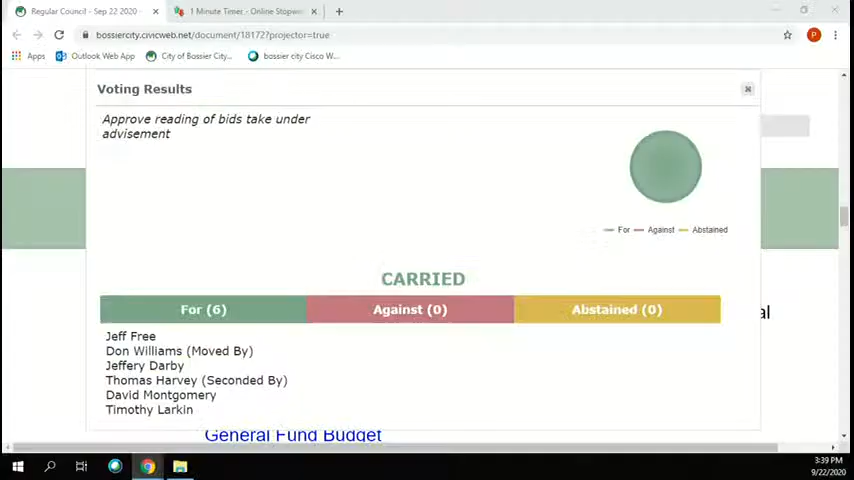 Regular Council - Sep 22 2020
1 Minute Timer - Online Stopw
bossiercity.civicweb.net/document/18172?projector=true
P
Apps
Outlook Web App
City of Bossier City...
bossier city Cisco W...
Voting Results
Approve reading of bids take under
advisement
For
Against
Abstained
CARRIED
For (6)
Against (0)
Abstained (0)
al
Jeff Free
Don Williams (Moved By)
Jeffery Darby
Thomas Harvey (Seconded By)
David Montgomery
Timothy Larkin
General Fund Budget
3:39 PM
9/22/2020